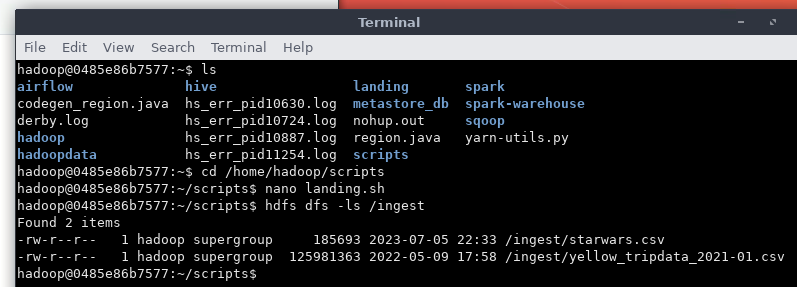 Terminal
File Edit View Search Terminal Help
hadoop@0485e86b7577:~$ ls
airflow hive landing spark
codegen_region.java hs_err_pid10630.log metastore_db spark-warehouse
derby.log hs_err_pid10724.log nohup.out sqoop
hadoop hs_err_pid10887.log region.java yarn-utils.py
hadoopdata hs_err_pid11254.log scripts
hadoop@0485e86b7577:~$ cd /home/hadoop/scripts
hadoop@0485e86b7577:~/scripts$ nano landing.sh
hadoop@0485e86b7577:~/scripts$ hdfs dfs -ls /ingest
Found 2 items
-rw-r--r-- 1 hadoop supergroup 185693 2023-07-05 22:33 /ingest/starwars.csv
-rw-r--r-- 1 hadoop supergroup 125981363 2022-05-09 17:58 /ingest/yellow_tripdata_2021-01.csv
hadoop@0485e86b7577:~/scripts$